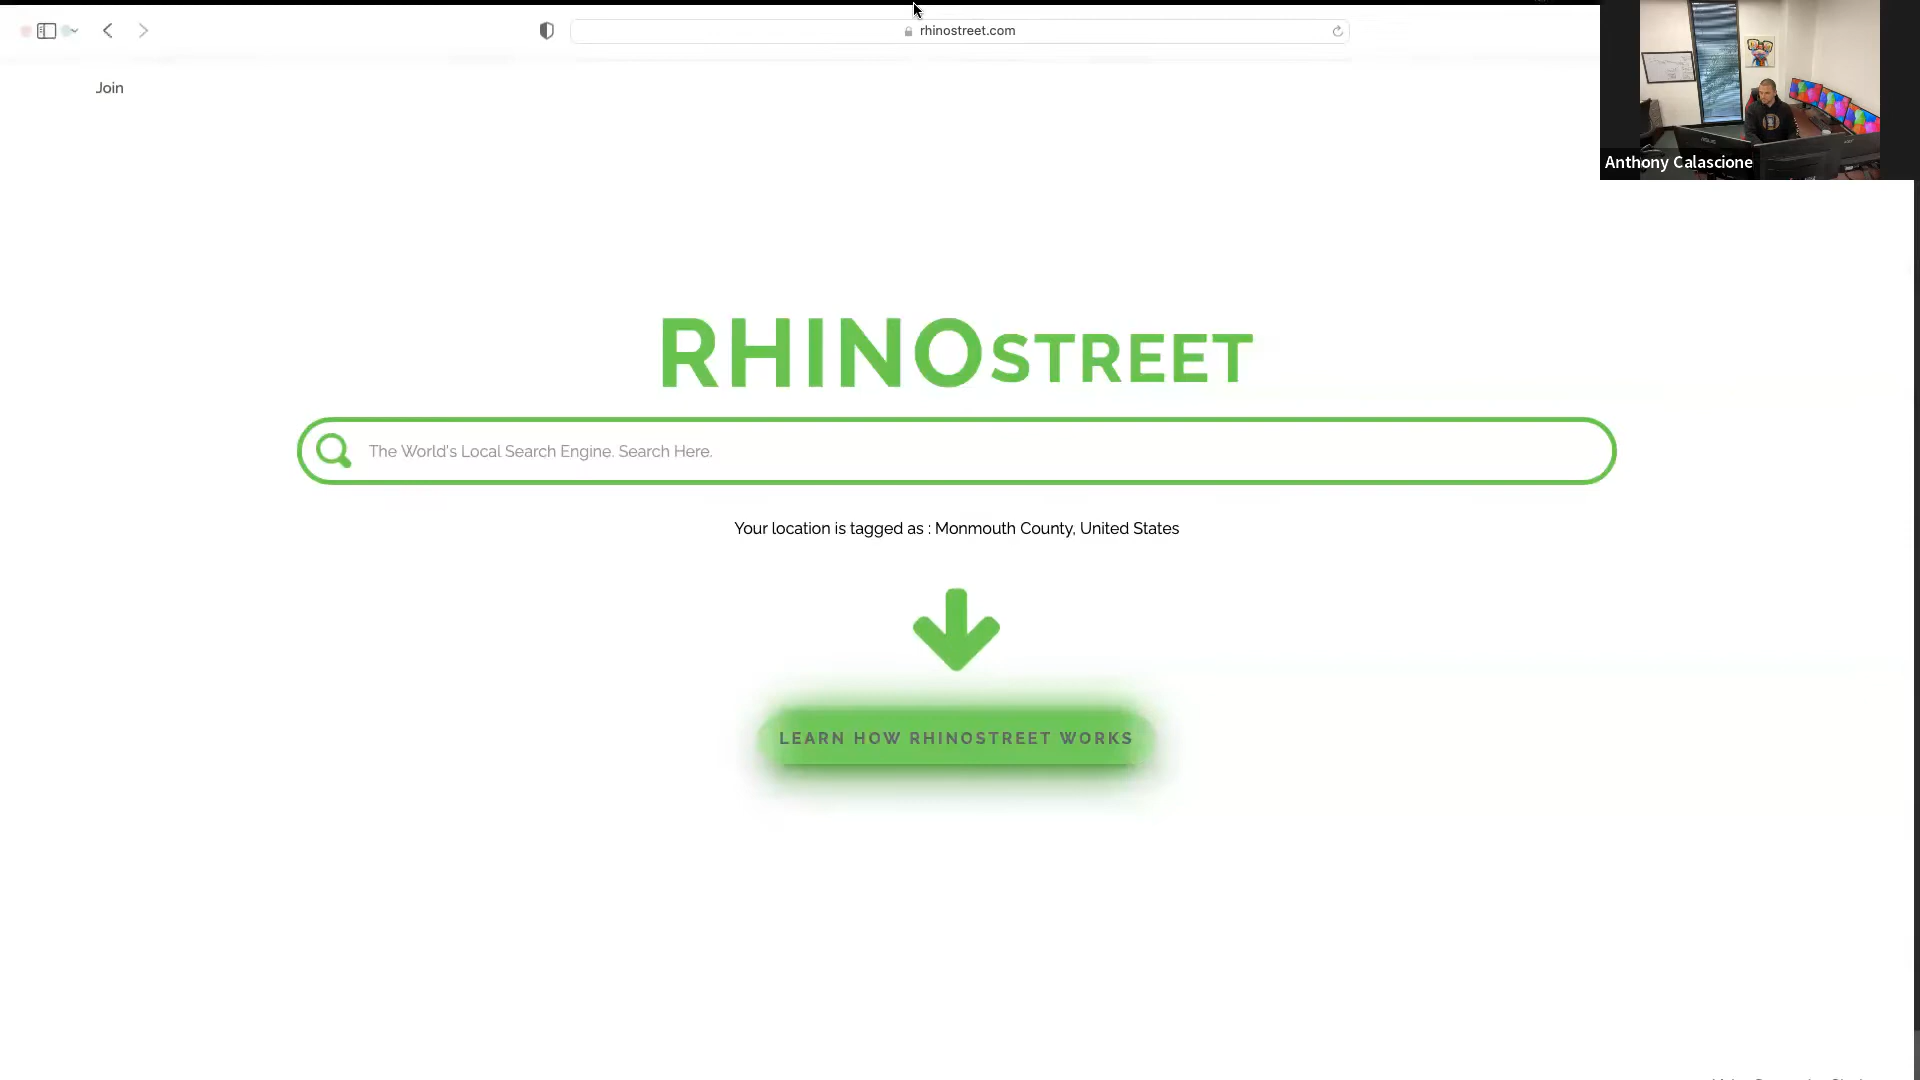 rhinostreet.com
Join
Anthony Calascione
RHINOSTREET
The World's Local Search Engine. Search Here.
Your location is tagged as : Monmouth County, United States
LEARN HOW RHINOSTREET WORKS